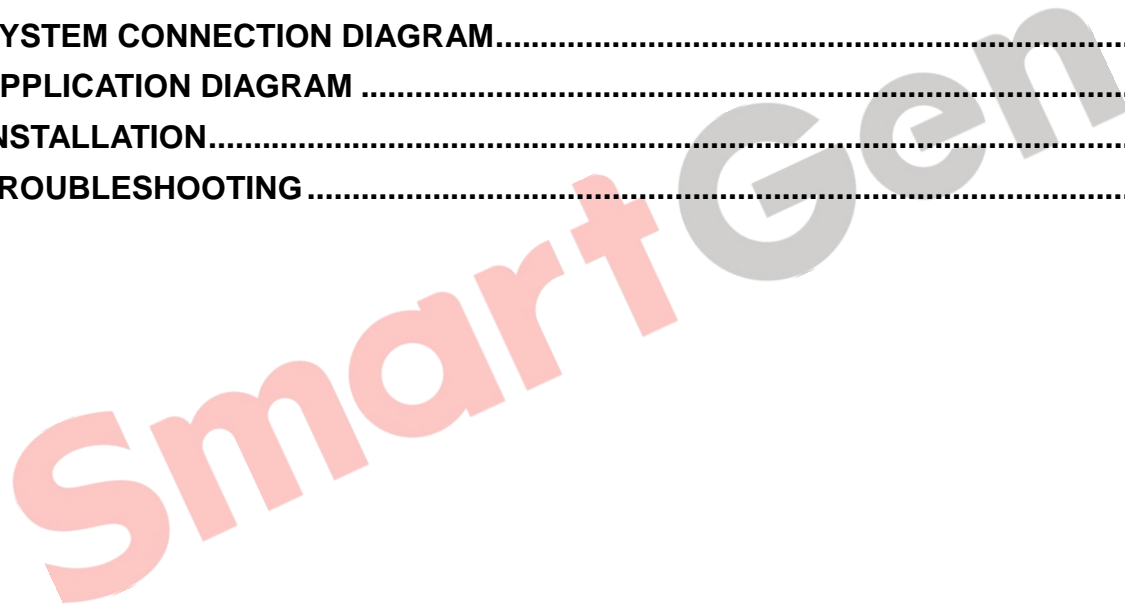 YSTEM CONNECTION DIAGRAM........................................................................
PPLICATION DIAGRAM .......................................................................................
NSTALLATION........................................................................................................
ROUBLESHOOTING .............................................................................................
SmartGen